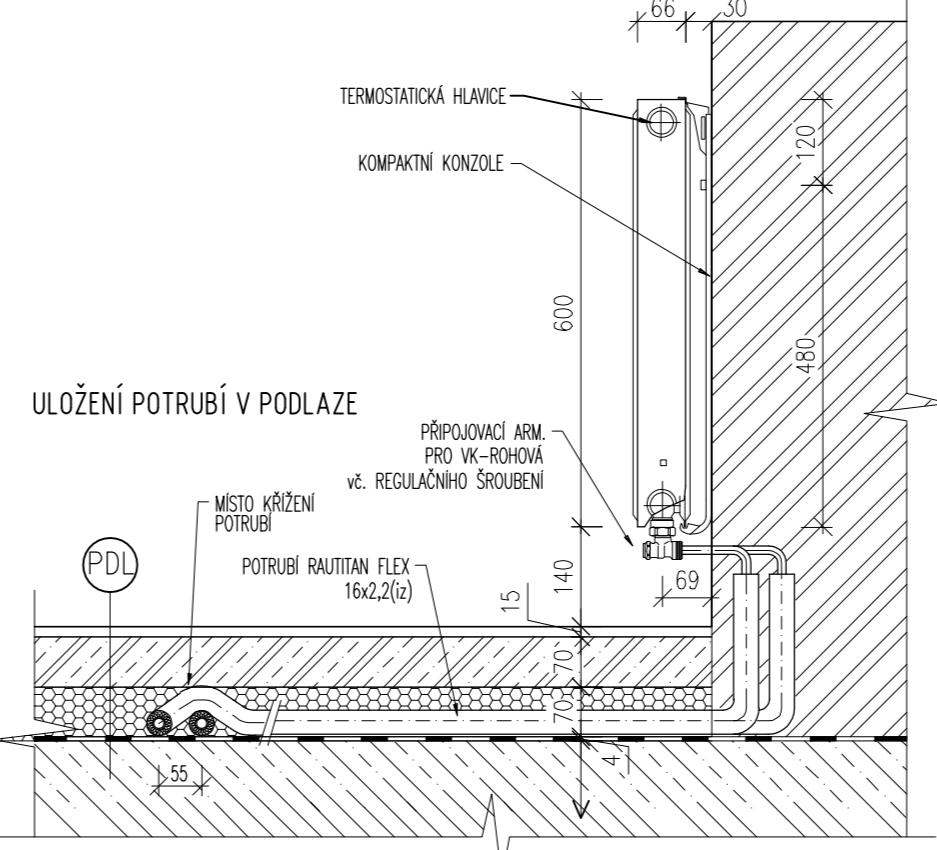 66
30
TERMOSTATICKÁ HLAVICE
KOMPAKTNÍ KONZOLE
120
600
480
ULOŽENÍ POTRUBÍ V PODLAZE
PŘIPOJOVACÍ ARM.
PRO VK-ROHOVÁ
vč. REGULAČNÍHO ŠROUBENÍ
MÍSTO KŘÍŽENÍ
POTRUBÍ
PDL
POTRUBÍ RAUTITAN FLEX
16x2,2(iz)
140
69
15
70
70
4
55